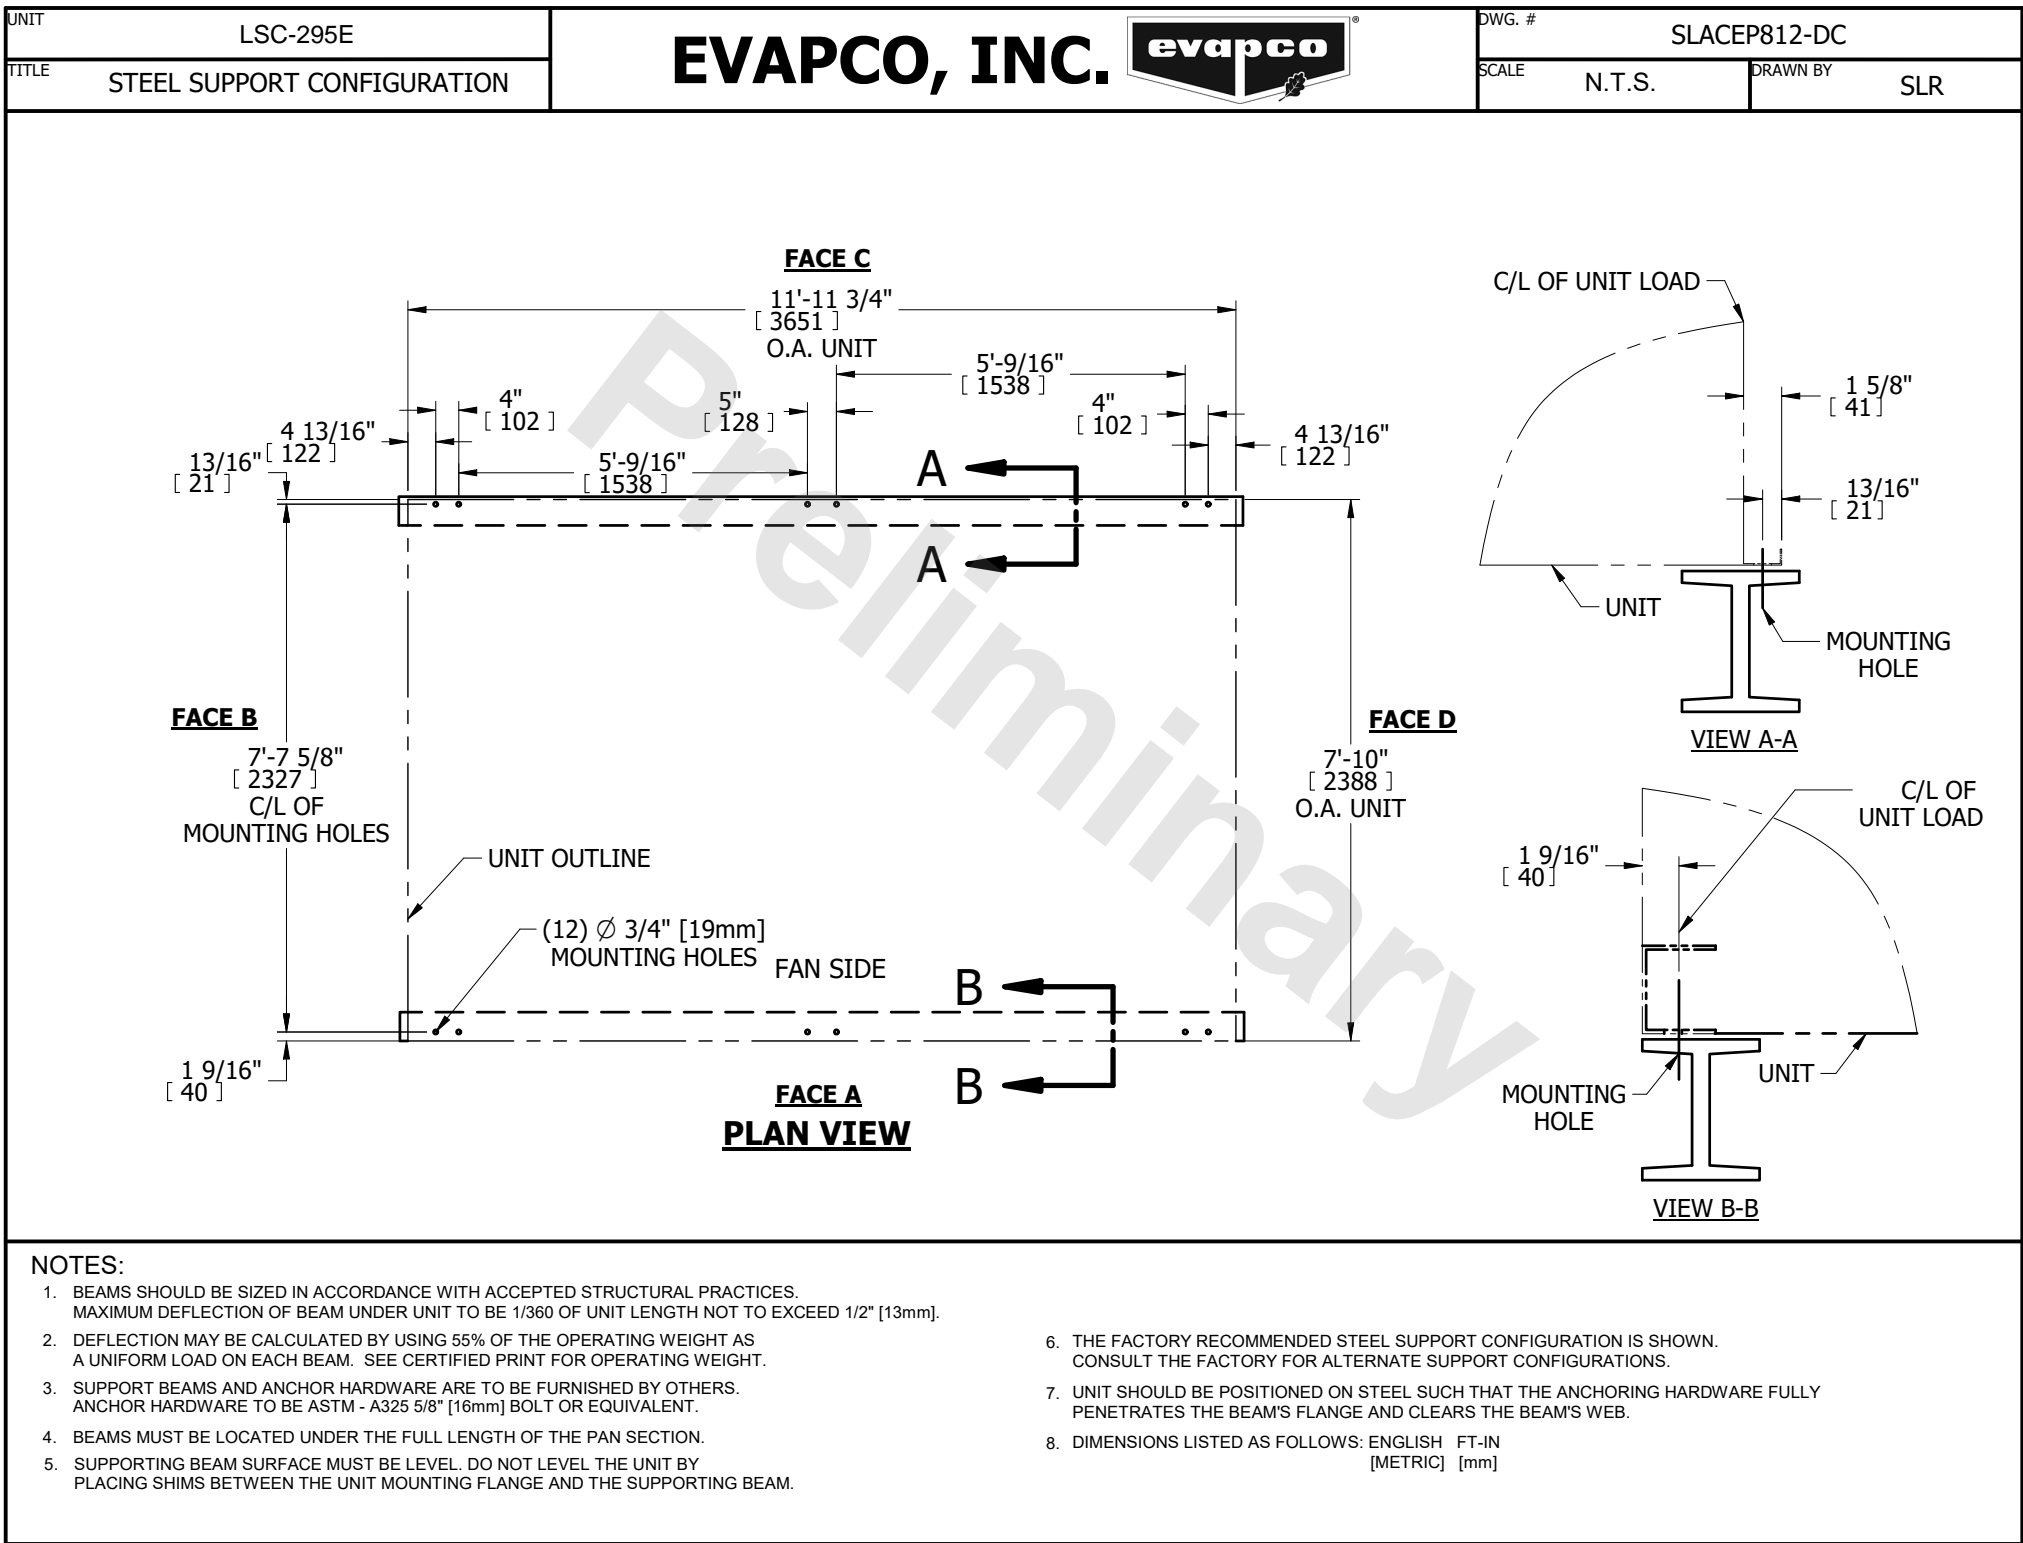 UNIT
LSC-295E
TITLE
STEEL SUPPORT CONFIGURATION
EVAPCO, INC.
evapco
®
DWG. #
SLACEP812-DC
SCALE
N.T.S.
DRAWN BY
SLR
FACE C
11'-11 3/4"
[ 3651 ]
O.A. UNIT
5'-9/16"
[ 1538 ]
4"
[ 102 ]
5"
[ 128 ]
4"
[ 102 ]
4 13/16"
[ 122 ]
4 13/16"
[ 122 ]
13/16"
[ 21 ]
5'-9/16"
[ 1538 ]
A
A
FACE B
7'-7 5/8"
[ 2327 ]
C/L OF
MOUNTING HOLES
FACE D
7'-10"
[ 2388 ]
O.A. UNIT
UNIT OUTLINE
(12) ∅ 3/4" [19mm]
MOUNTING HOLES
FAN SIDE
B
B
1 9/16"
[ 40 ]
FACE A
PLAN VIEW
C/L OF UNIT LOAD
1 5/8"
[ 41]
13/16"
[ 21]
UNIT
MOUNTING
HOLE
VIEW A-A
C/L OF
UNIT LOAD
1 9/16"
[ 40]
UNIT
MOUNTING
HOLE
VIEW B-B
Preliminary
NOTES:
1. BEAMS SHOULD BE SIZED IN ACCORDANCE WITH ACCEPTED STRUCTURAL PRACTICES.
MAXIMUM DEFLECTION OF BEAM UNDER UNIT TO BE 1/360 OF UNIT LENGTH NOT TO EXCEED 1/2" [13mm].
2. DEFLECTION MAY BE CALCULATED BY USING 55% OF THE OPERATING WEIGHT AS
A UNIFORM LOAD ON EACH BEAM. SEE CERTIFIED PRINT FOR OPERATING WEIGHT.
3. SUPPORT BEAMS AND ANCHOR HARDWARE ARE TO BE FURNISHED BY OTHERS.
ANCHOR HARDWARE TO BE ASTM - A325 5/8" [16mm] BOLT OR EQUIVALENT.
4. BEAMS MUST BE LOCATED UNDER THE FULL LENGTH OF THE PAN SECTION.
5. SUPPORTING BEAM SURFACE MUST BE LEVEL. DO NOT LEVEL THE UNIT BY
PLACING SHIMS BETWEEN THE UNIT MOUNTING FLANGE AND THE SUPPORTING BEAM.
6. THE FACTORY RECOMMENDED STEEL SUPPORT CONFIGURATION IS SHOWN.
CONSULT THE FACTORY FOR ALTERNATE SUPPORT CONFIGURATIONS.
7. UNIT SHOULD BE POSITIONED ON STEEL SUCH THAT THE ANCHORING HARDWARE FULLY
PENETRATES THE BEAM'S FLANGE AND CLEARS THE BEAM'S WEB.
8. DIMENSIONS LISTED AS FOLLOWS: ENGLISH FT-IN
[METRIC] [mm]